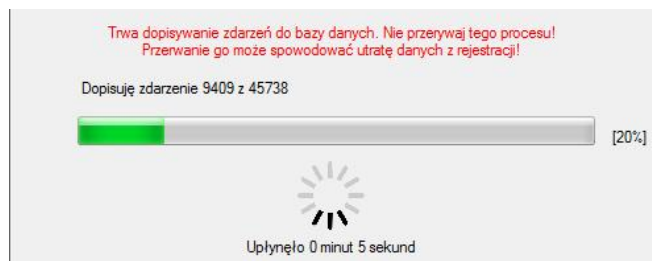 Trwa dopisywanie zdarzeń do bazy danych. Nie przerywaj tego procesu!
Przerwanie go może spowodować utratę danych z rejestracji!
Dopisuję zdarzenie 9409 z 45738
[20%]
Upłynęło 0 minut 5 sekund